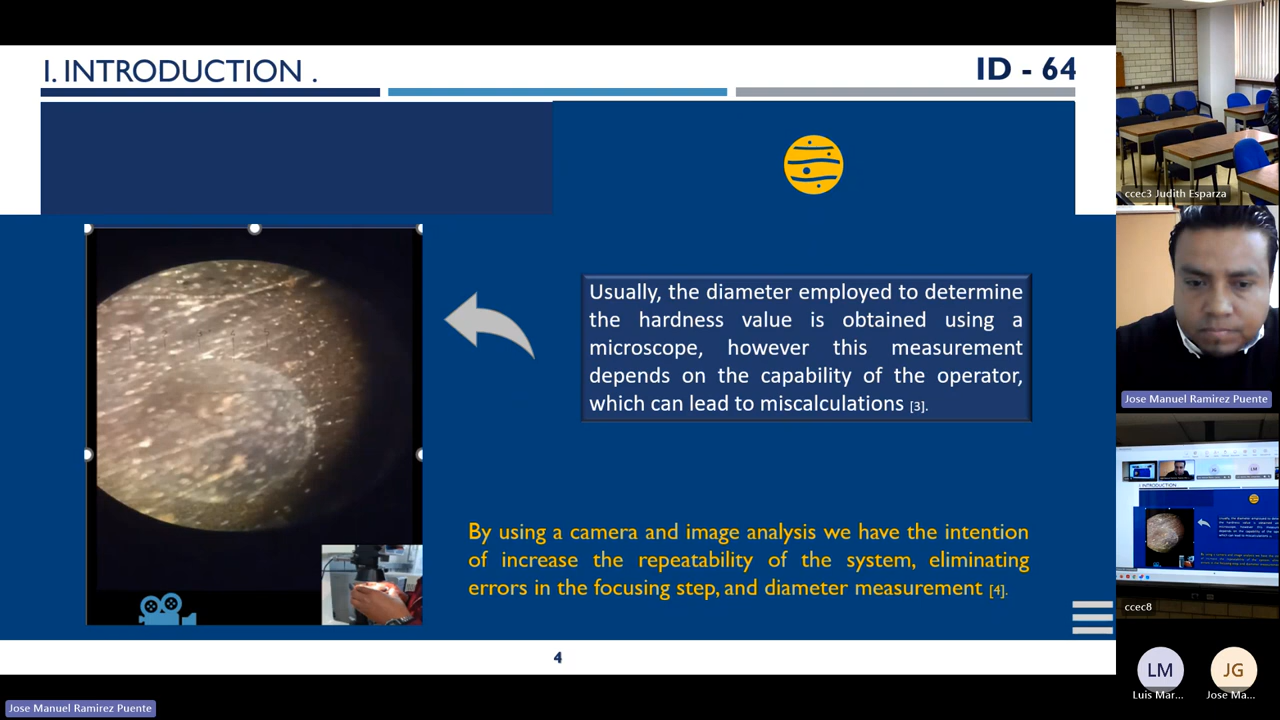 I. INTRODUCTION .
ID - 64
Usually, the diameter employed to determine
the hardness value is obtained using a
microscope, however this measurement
depends on the capability of the operator,
which can lead to miscalculations [3].
By using a camera and image analysis we have the intention
of increase the repeatability of the system, eliminating
errors in the focusing step, and diameter measurement [4].
4
Jose Manuel Ramirez Puente
ccec3 Judith Esparza
Jose Manuel Ramirez Puente
ccec8
LM
JG
Luis Mar...
Jose Ma...